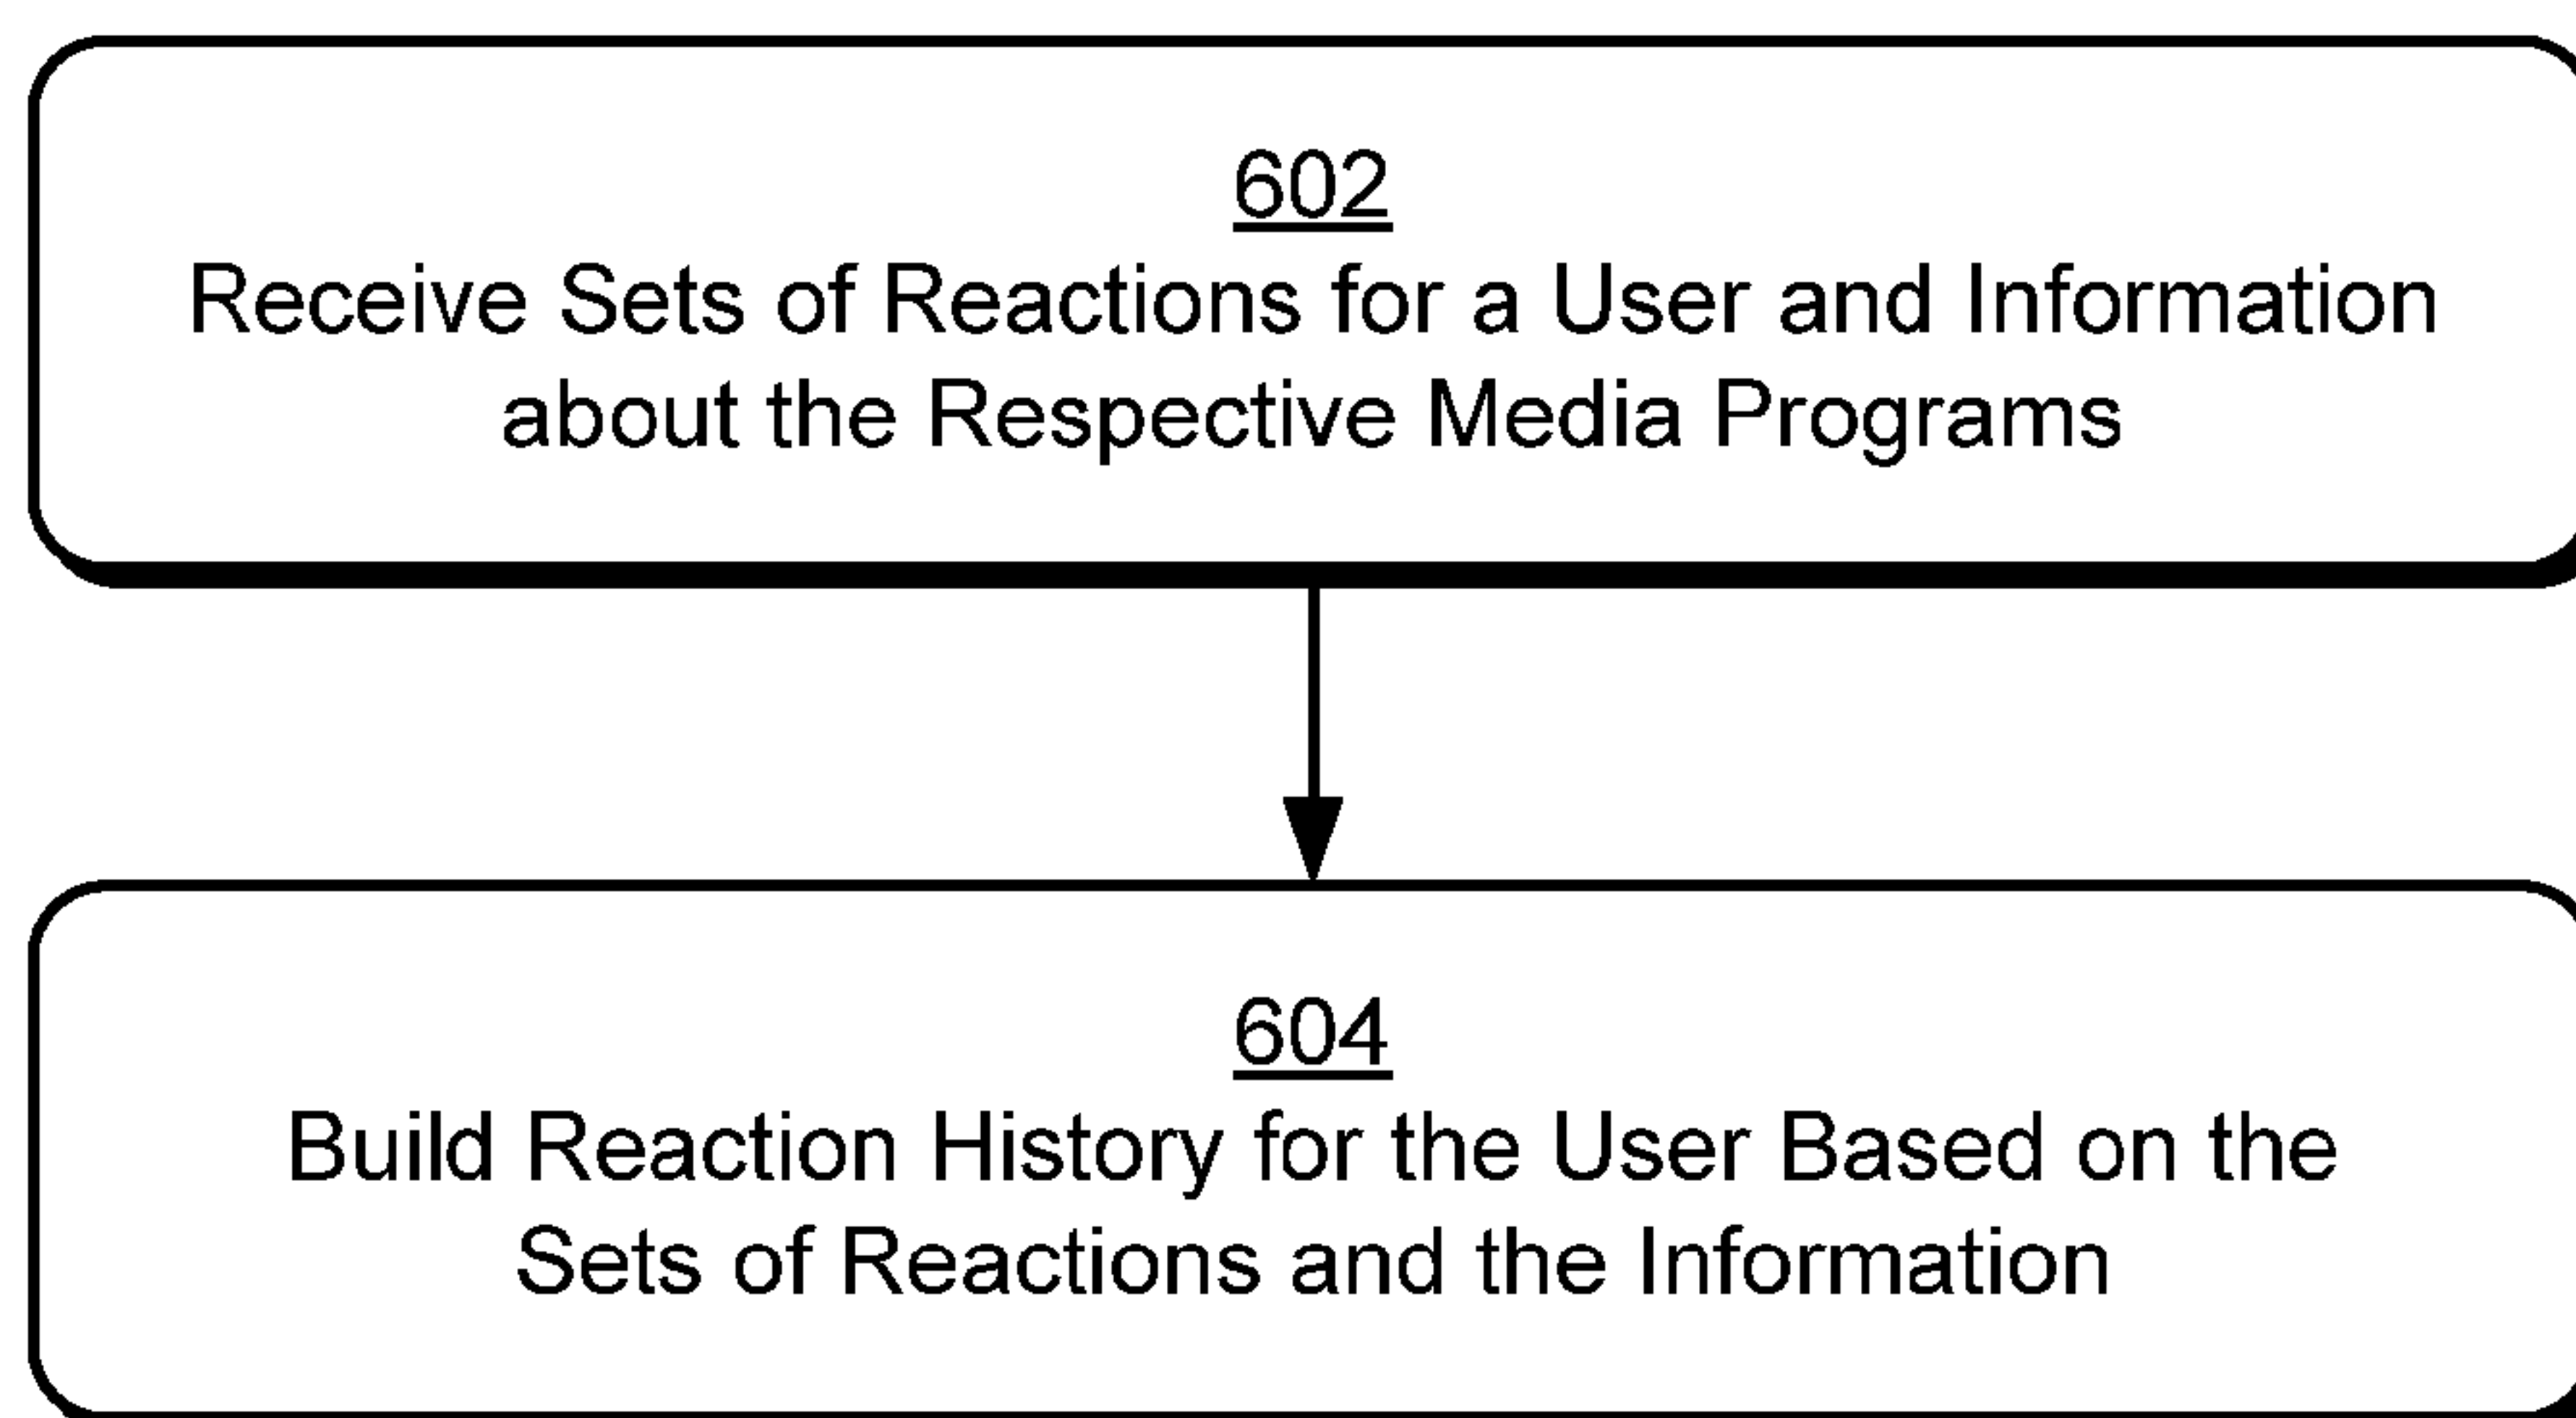 602
Receive Sets of Reactions for a User and Information
about the Respective Media Programs
604
Build Reaction History for the User Based on the
Sets of Reactions and the Information